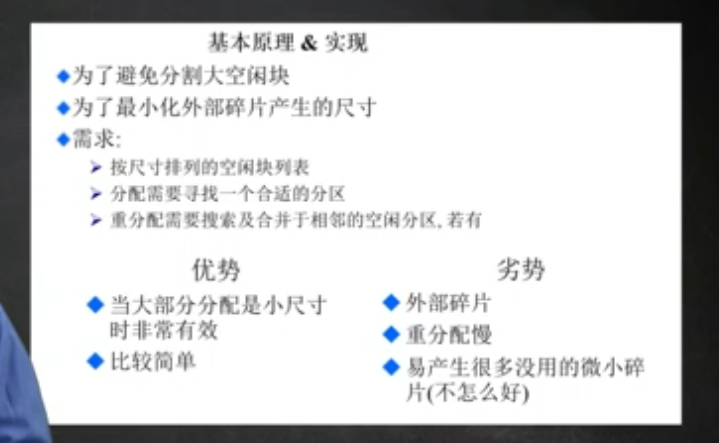 基本原理 & 实现
为了避免分割大空闲块
为了最小化外部碎片产生的尺寸
需求:
按尺寸排列的空闲块列表
分配需要寻找一个合适的分区
重分配需要搜索及合并于相邻的空闲分区, 若有
优势
当大部分分配是小尺寸
时非常有效
比较简单
劣势
外部碎片
重分配慢
易产生很多没用的微小碎
片(不怎么好)